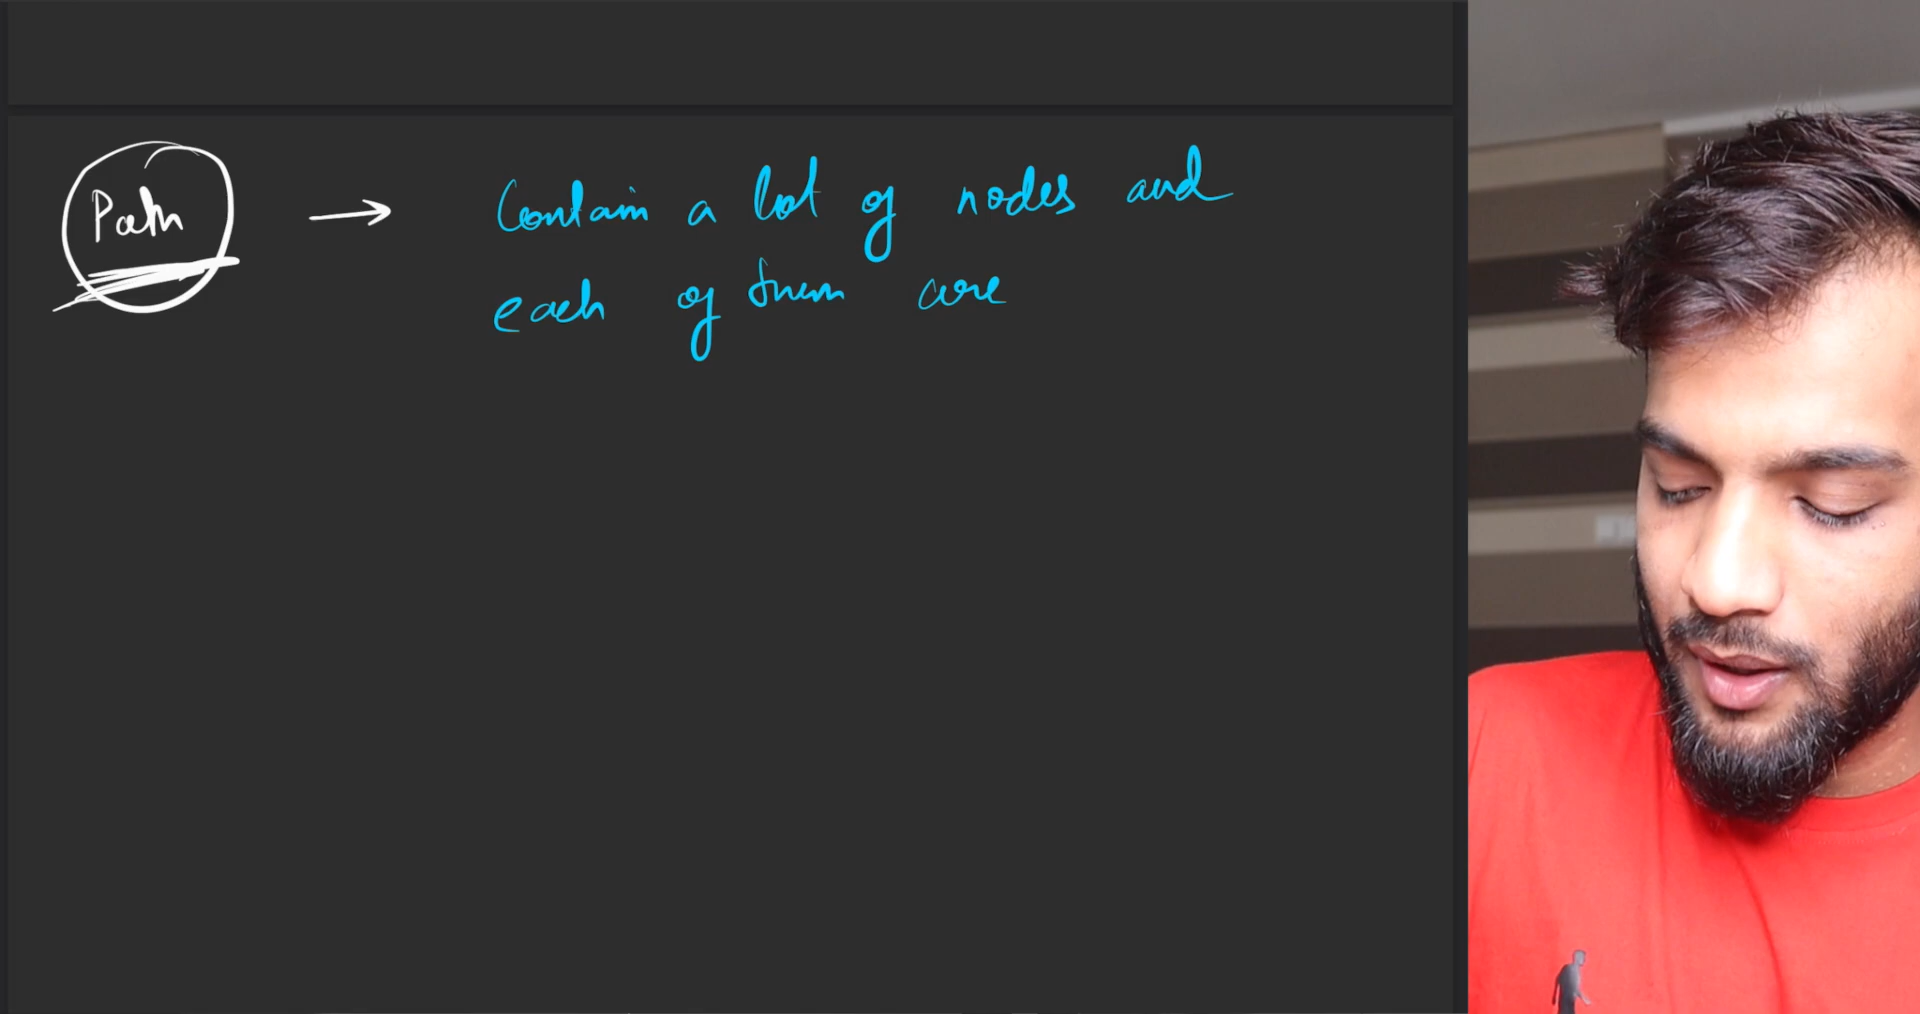 Path → Contain a lot of nodes and
each of them are